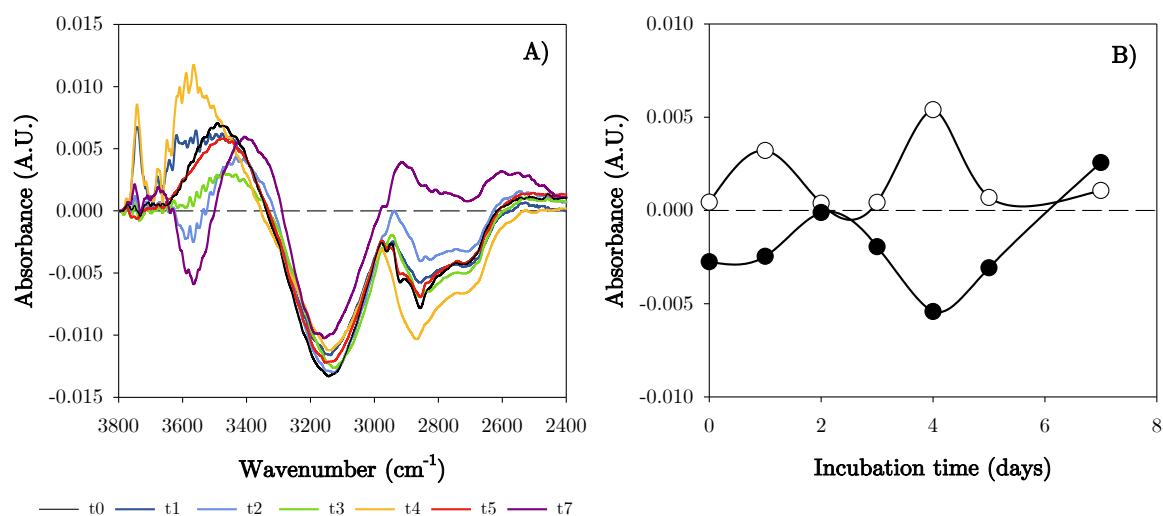 0.015
0.010
0.005
0.000
-0.005
-0.010
-0.015
Absorbance (A.U.)
A)
3800 3600 3400 3200 3000 2800 2600 2400
Wavenumber (cm-1)
t0 t1 t2 t3 t4 t5 t7
0.010
0.005
0.000
-0.005
-0.010
Absorbance (A.U.)
B)
0 2 4 6 8
Incubation time (days)